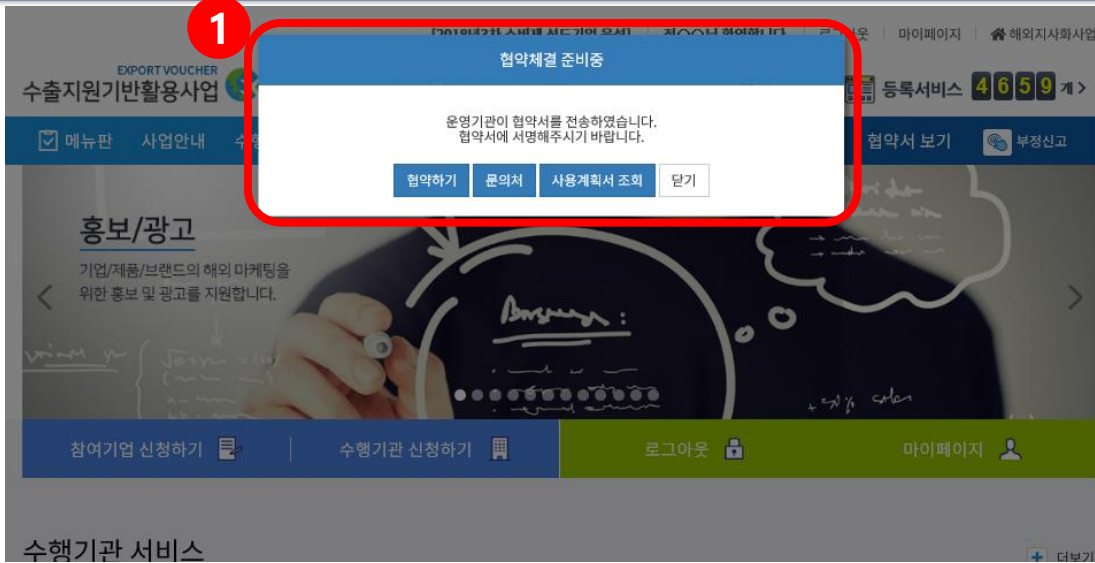 1
로그아웃 마이페이지 해외지사화사업
EXPORT VOUCHER
수출지원기반활용사업
등록서비스 4659 개 >
메뉴판 사업안내
협약서 보기 부정신고
협약체결 준비중
운영기관이 협약서를 전송하였습니다.
협약서에 서명해주시기 바랍니다.
협약하기 문의처 사용계획서 조회 닫기
홍보/광고
기업/제품/브랜드의 해외 마케팅을
위한 홍보 및 광고를 지원합니다.
참여기업 신청하기 수행기관 신청하기 로그아웃 마이페이지
수행기관 서비스
더보기